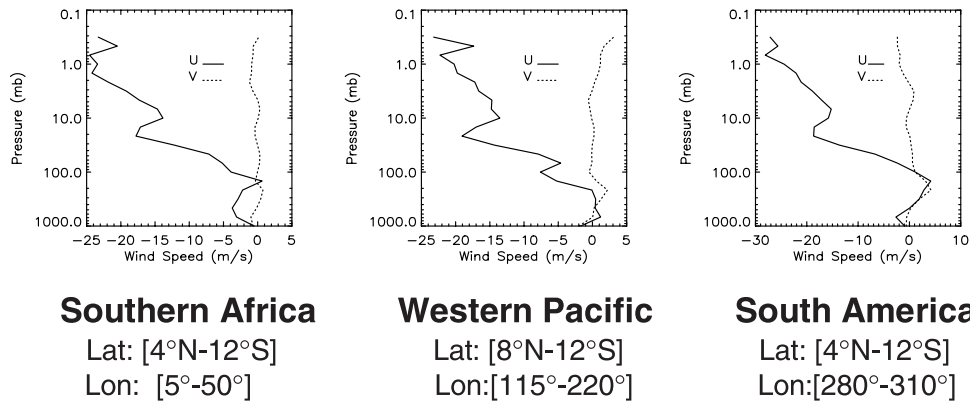 0.1
1.0
10.0
100.0
1000.0
Pressure (mb)
U
V
-25 -20 -15 -10 -5 0 5
Wind Speed (m/s)
0.1
1.0
10.0
100.0
1000.0
Pressure (mb)
U
V
-25 -20 -15 -10 -5 0 5
Wind Speed (m/s)
0.1
1.0
10.0
100.0
1000.0
Pressure (mb)
U
V
-30 -20 -10 0 10
Wind Speed (m/s)
Southern Africa
Lat: [4°N-12°S]
Lon: [5°-50°]
Western Pacific
Lat: [8°N-12°S]
Lon:[115°-220°]
South America
Lat: [4°N-12°S]
Lon:[280°-310°]